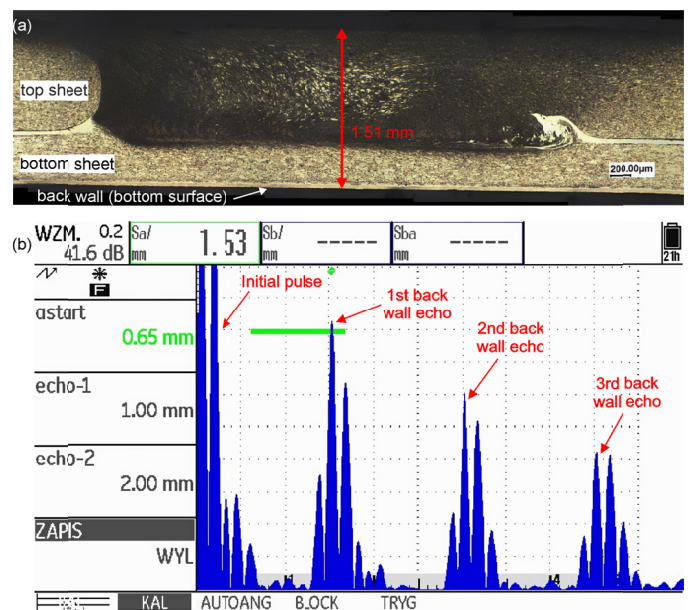 (a)
top sheet
1.51 mm
bottom sheet
200.00µm
back wall (bottom surface)
(b)
WZM. 0.2
41.6 dB
Sa/
mm
1.53
Sb/
mm
-----
Sba
mm
-----
21h
F
Initial pulse
1st back
wall echo
2nd back
wall echo
3rd back
wall echo
astart
0.65 mm
echo-1
1.00 mm
echo-2
2.00 mm
ZAPIS
WYL
4
KAL
AUTOANG
TRYG